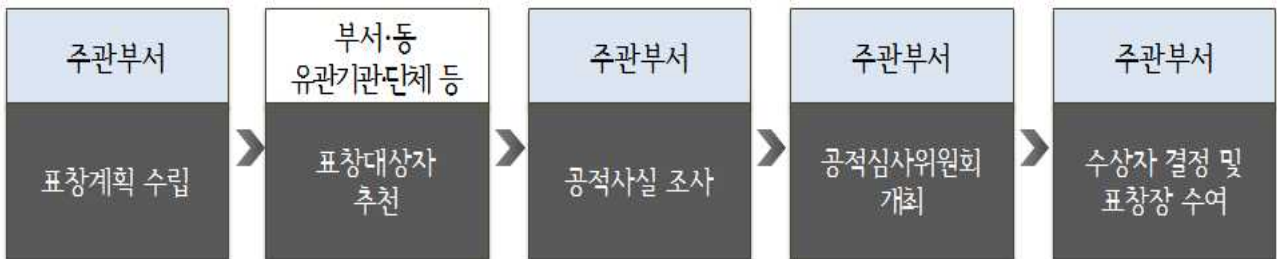 주관부서
표창계획 수립
부서·동
유관기관·단체 등
표창대상자
추천
주관부서
공적사실 조사
주관부서
공적심사위원회
개최
주관부서
수상자 결정 및
표창장 수여